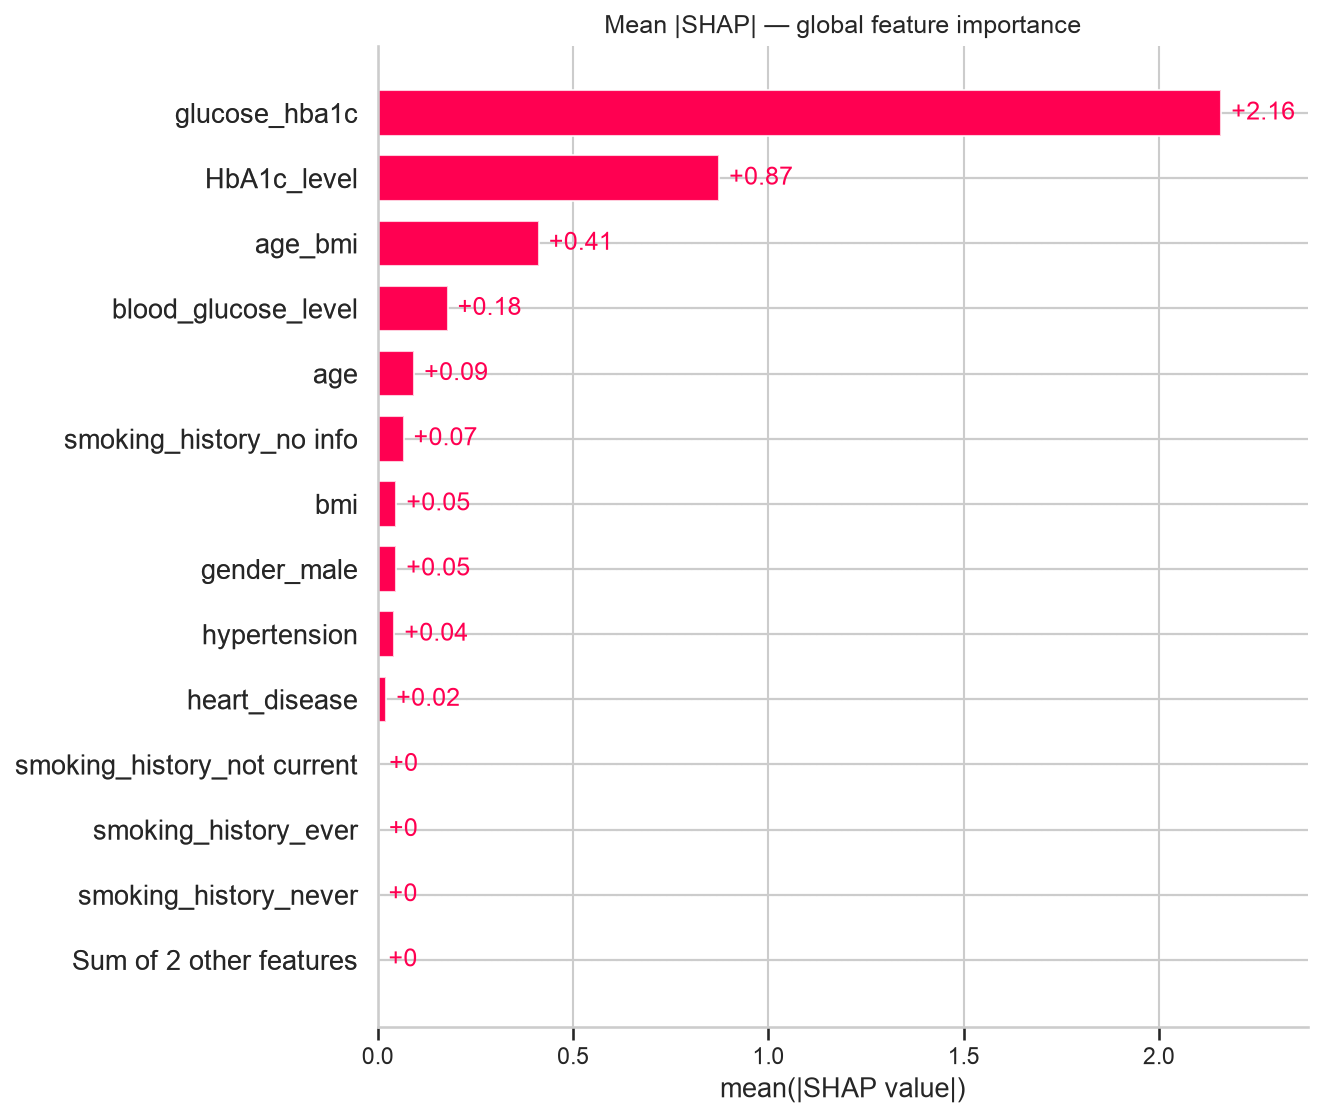 Mean |SHAP| — global feature importance
glucose_hba1c +2.16
HbA1c_level +0.87
age_bmi +0.41
blood_glucose_level +0.18
age +0.09
smoking_history_no info +0.07
bmi +0.05
gender_male +0.05
hypertension +0.04
heart_disease +0.02
smoking_history_not current +0
smoking_history_ever +0
smoking_history_never +0
Sum of 2 other features +0
0.0 0.5 1.0 1.5 2.0
mean(|SHAP value|)